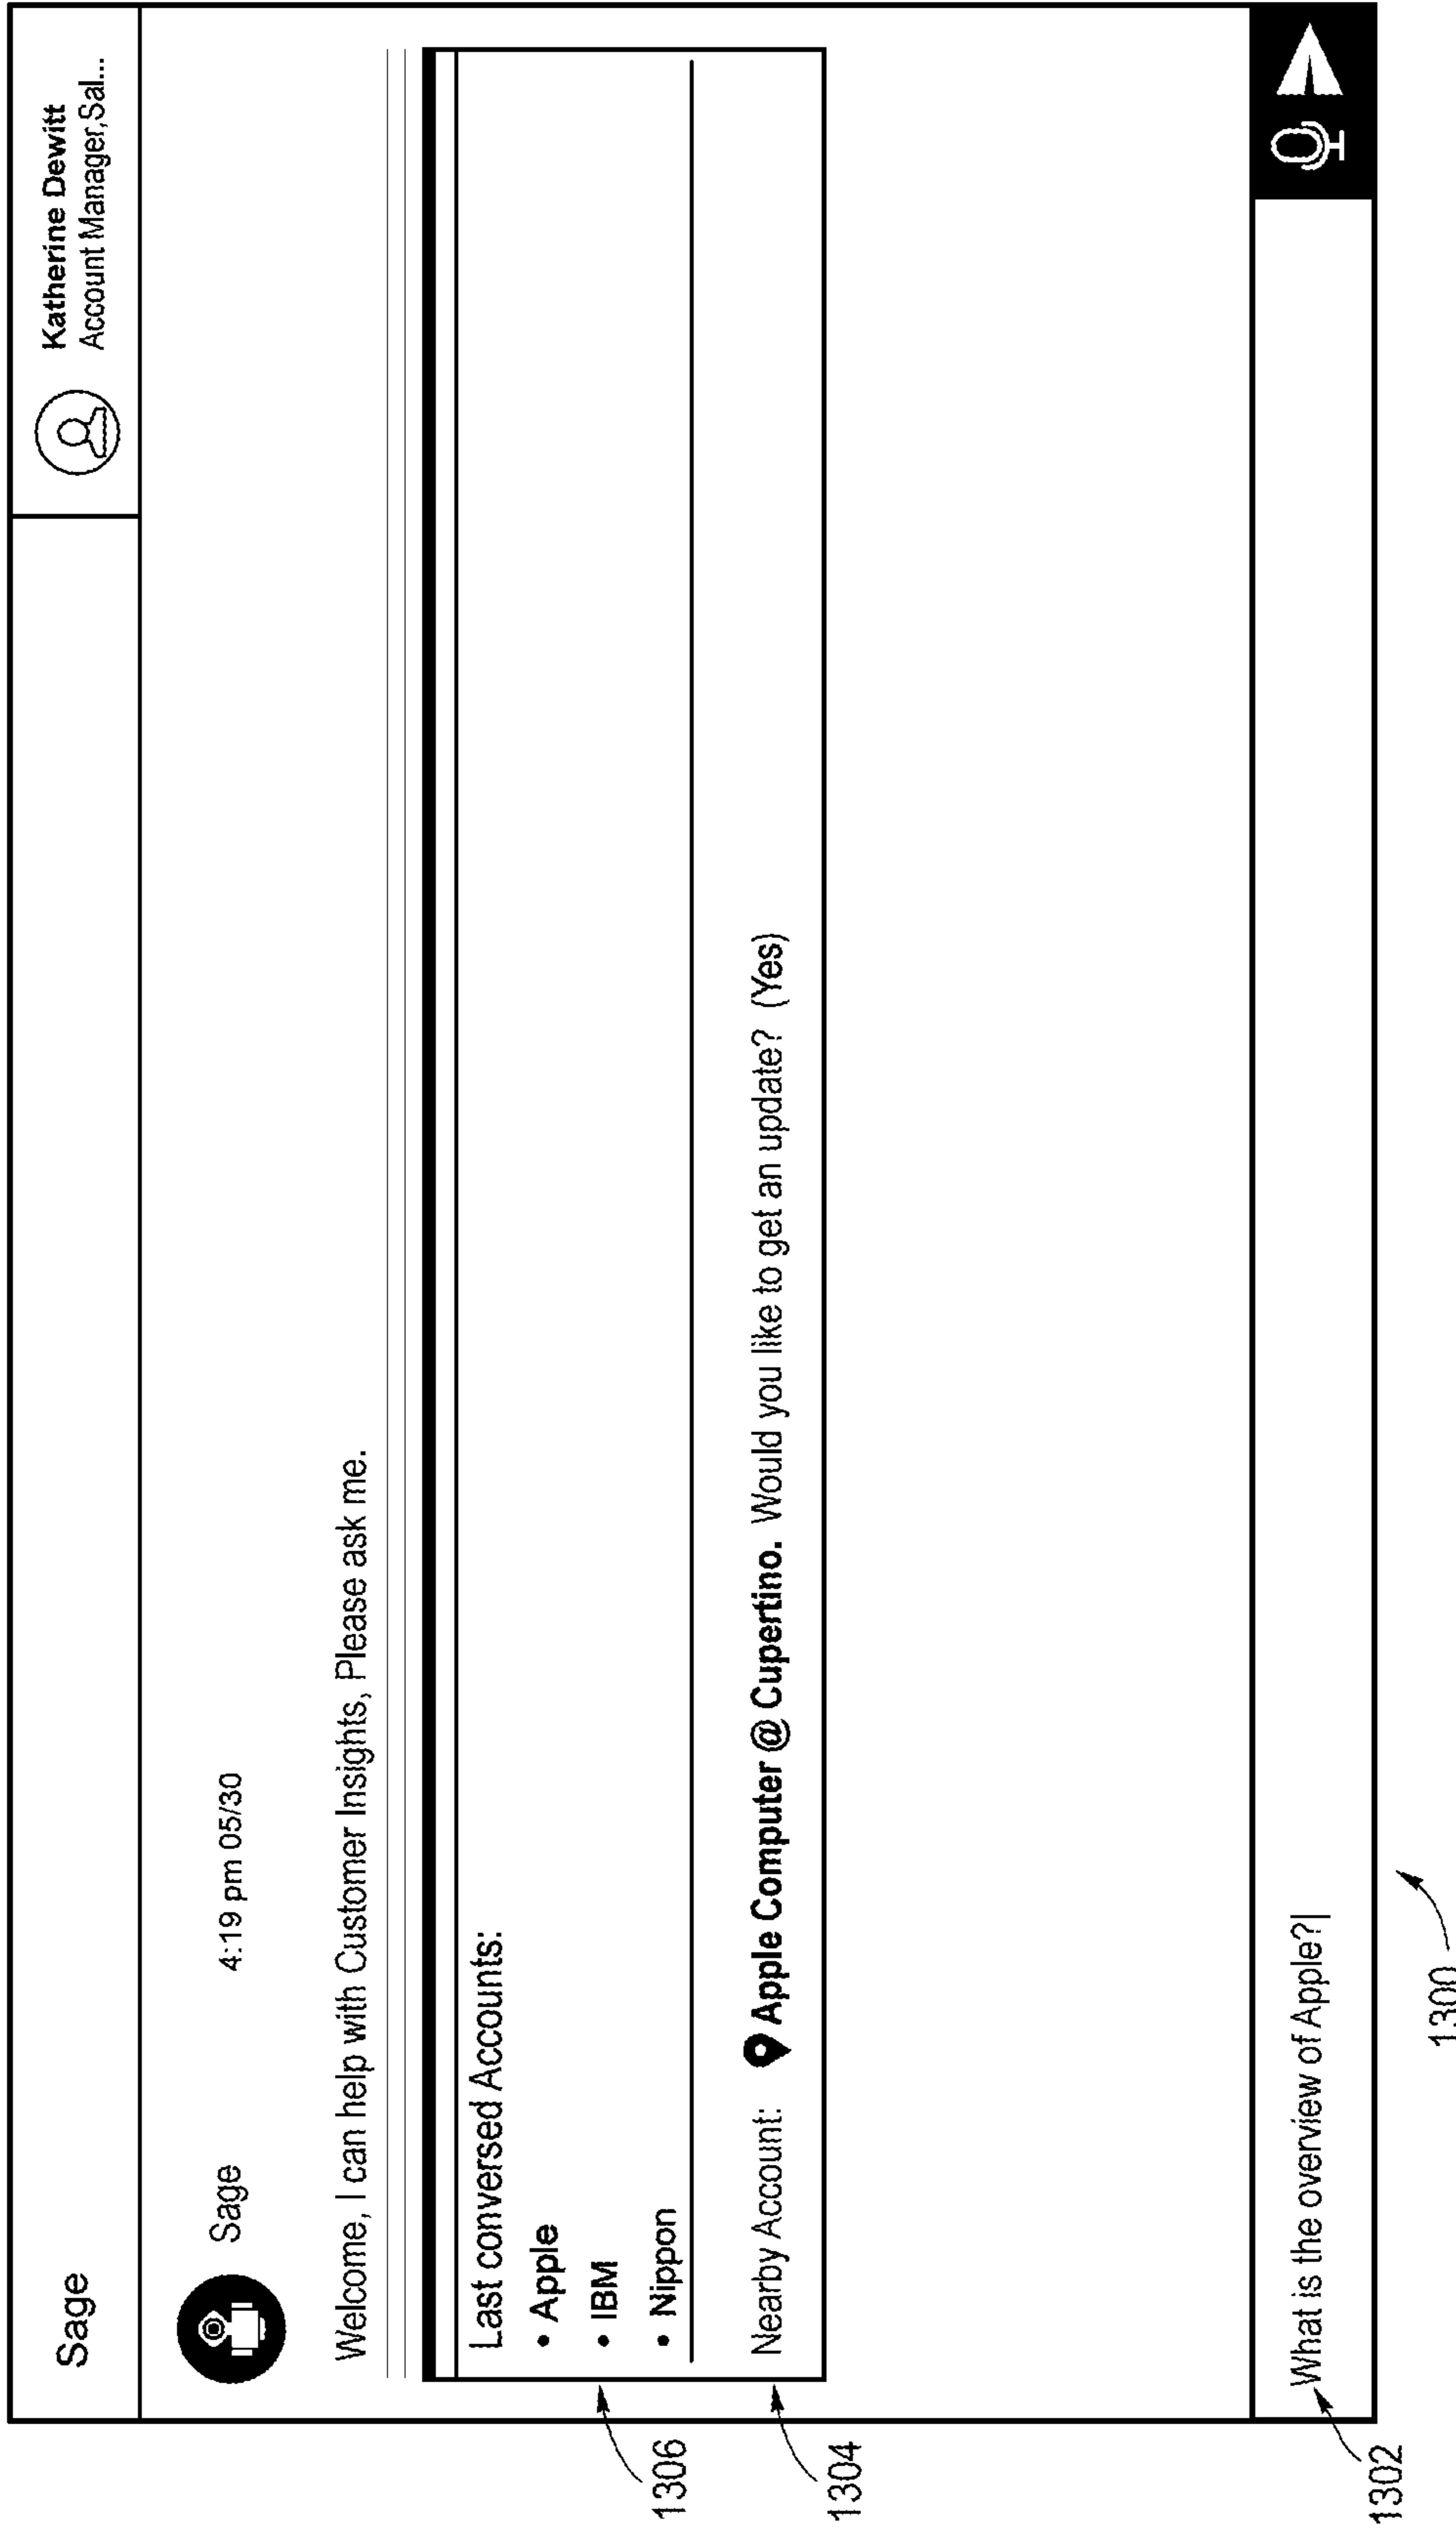 Sage
Katherine Dewitt
Account Manager,Sal...
Sage 4:19 pm 05/30
Welcome, I can help with Customer Insights, Please ask me.
Last conversed Accounts:
• Apple
• IBM
• Nippon
Nearby Account: Apple Computer @ Cupertino. Would you like to get an update? (Yes)
What is the overview of Apple?|
1306
1304
1302
1300